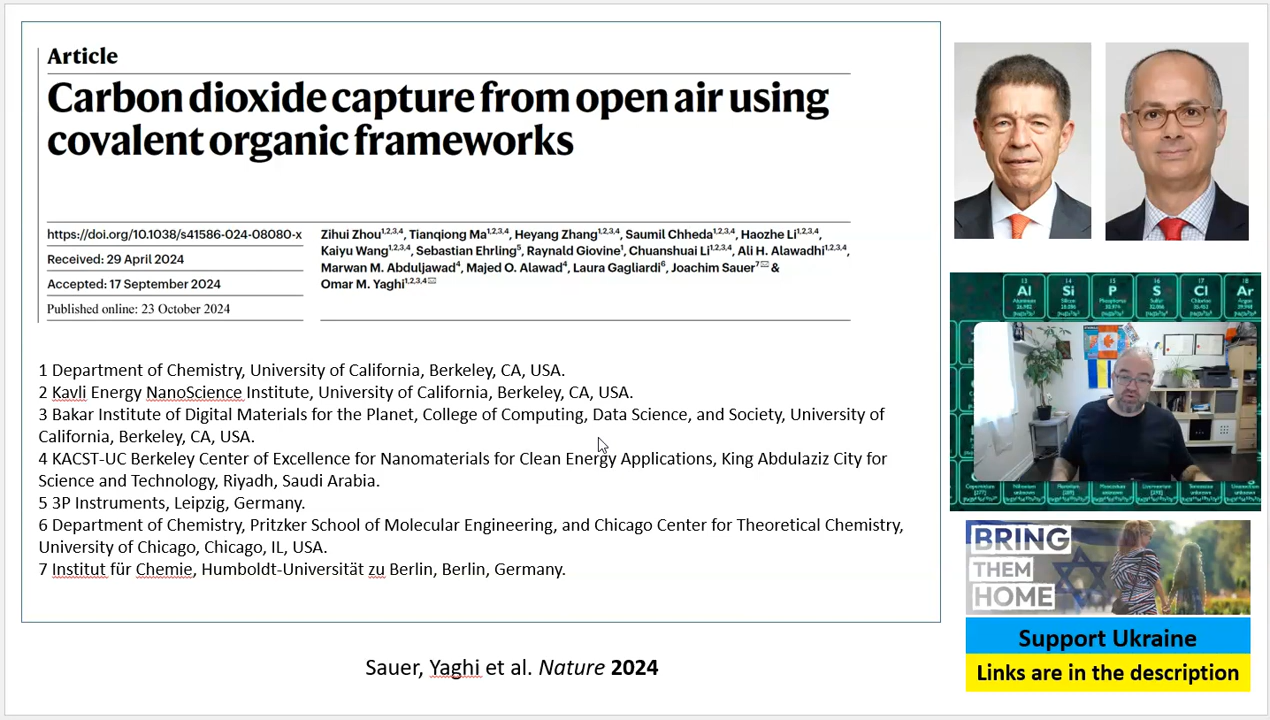 Article
Carbon dioxide capture from open air using
covalent organic frameworks
https://doi.org/10.1038/s41586-024-08080-x
Received: 29 April 2024
Accepted: 17 September 2024
Published online: 23 October 2024
Zihui Zhou1,2,3,4, Tianqiong Ma1,2,3,4, Heyang Zhang1,2,3,4, Saumil Chheda1,2,3,4, Haozhe Li1,2,3,4,
Kaiyu Wang1,2,3,4, Sebastian Ehrling5, Raynald Giovine1, Chuanshuai Li1,2,3,4, Ali H. Alawadhi1,2,3,4,
Marwan M. Abduljawad4, Majed O. Alawad4, Laura Gagliardi6, Joachim Sauer7✉ &
Omar M. Yaghi1,2,3,4✉
1 Department of Chemistry, University of California, Berkeley, CA, USA.
2 Kavli Energy NanoScience Institute, University of California, Berkeley, CA, USA.
3 Bakar Institute of Digital Materials for the Planet, College of Computing, Data Science, and Society, University of
California, Berkeley, CA, USA.
4 KACST-UC Berkeley Center of Excellence for Nanomaterials for Clean Energy Applications, King Abdulaziz City for
Science and Technology, Riyadh, Saudi Arabia.
5 3P Instruments, Leipzig, Germany.
6 Department of Chemistry, Pritzker School of Molecular Engineering, and Chicago Center for Theoretical Chemistry,
University of Chicago, Chicago, IL, USA.
7 Institut für Chemie, Humboldt-Universität zu Berlin, Berlin, Germany.
Sauer, Yaghi et al. Nature 2024
13 14 15 16 17 18
Al Si P S Cl Ar
BRING
THEM
HOME
Support Ukraine
Links are in the description